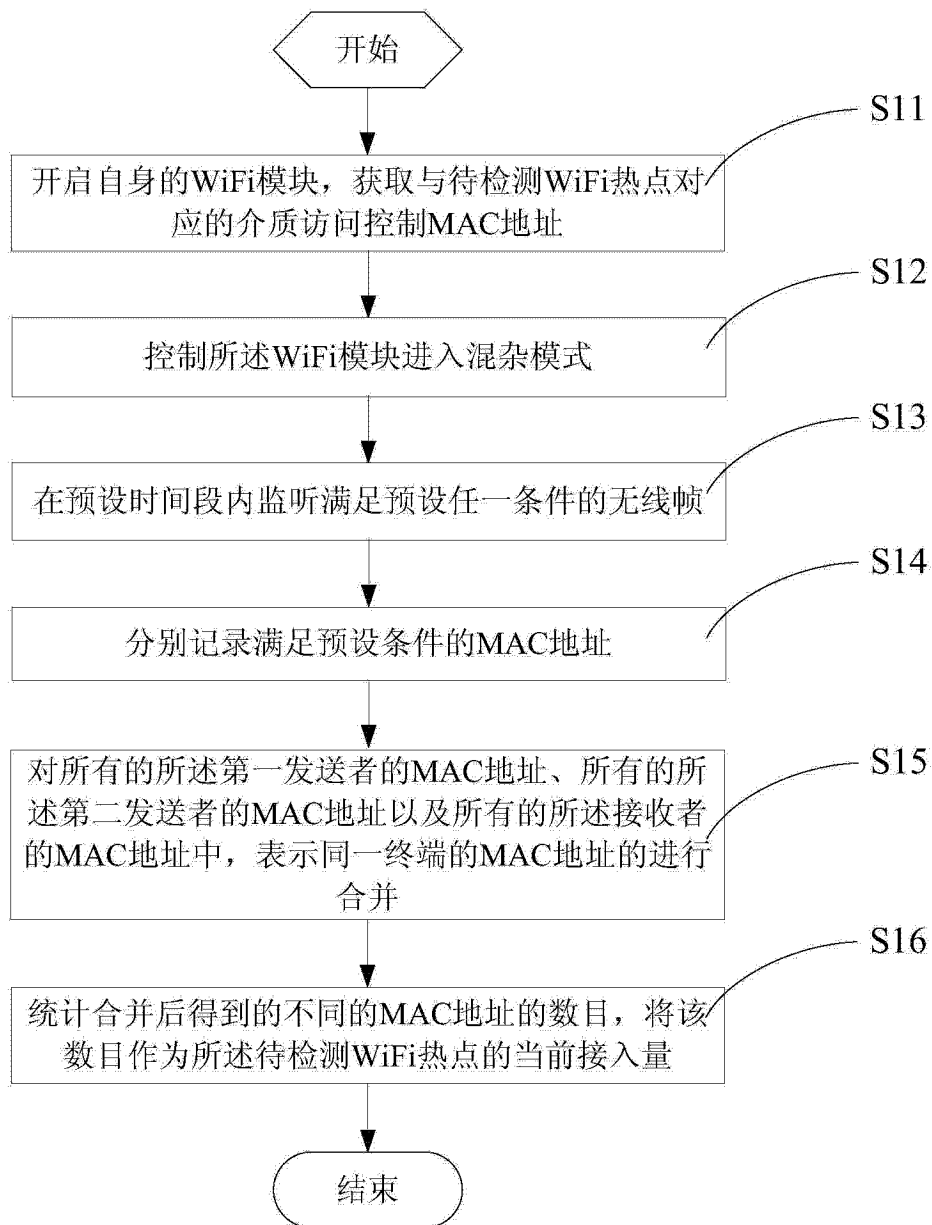 开始
S11
开启自身的WiFi模块，获取与待检测WiFi热点对
应的介质访问控制MAC地址
S12
控制所述WiFi模块进入混杂模式
S13
在预设时间段内监听满足预设任一条件的无线帧
S14
分别记录满足预设条件的MAC地址
S15
对所有的所述第一发送者的MAC地址、所有的所
述第二发送者的MAC地址以及所有的所述接收者
的MAC地址中，表示同一终端的MAC地址的进行
合并
S16
统计合并后得到的不同的MAC地址的数目，将该
数目作为所述待检测WiFi热点的当前接入量
结束